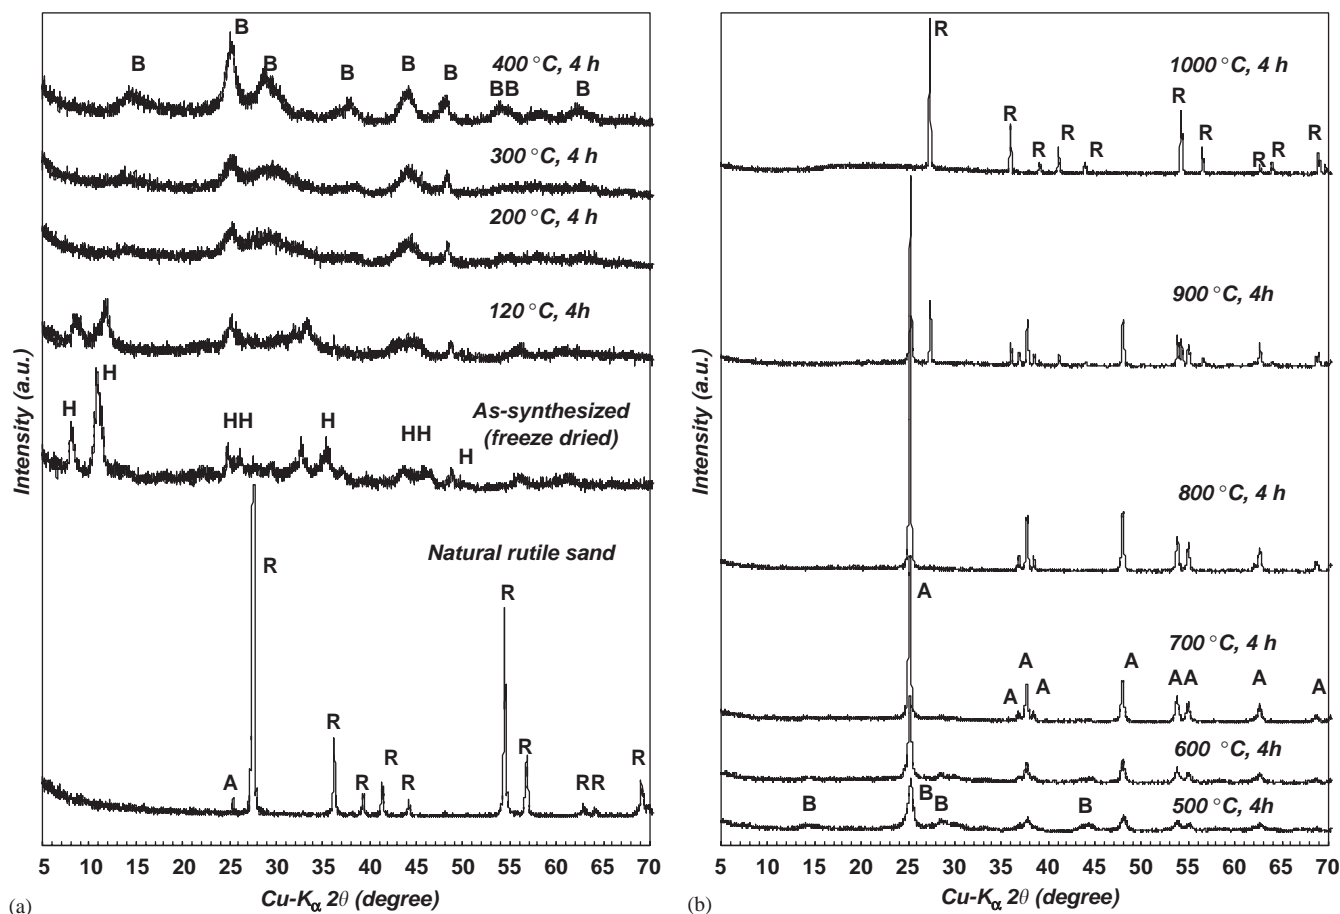 B
B
B
B
B
B
BB
B
400 °C, 4 h
300 °C, 4 h
200 °C, 4 h
120 °C, 4h
H
H
HH
H
HH
H
As-synthesized
(freeze dried)
Natural rutile sand
A
R
R
R
R
R
R
R
RR
R
Intensity (a.u.)
5 10 15 20 25 30 35 40 45 50 55 60 65 70
Cu-Kα 2θ (degree)
(a)
R
R
R
R
R
R
R
R
R
R
1000 °C, 4 h
900 °C, 4h
800 °C, 4 h
700 °C, 4 h
A
A
A
A
A
AA
A
A
600 °C, 4h
B
B
B
B
500 °C, 4h
Intensity (a.u.)
5 10 15 20 25 30 35 40 45 50 55 60 65 70
Cu-Kα 2θ (degree)
(b)